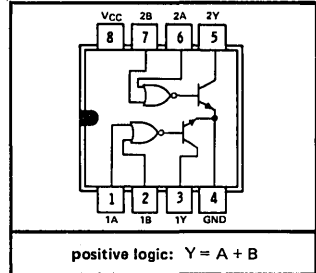 VCC 2B 2A 2Y
8 7 6 5
1 2 3 4
1A 1B 1Y GND
positive logic: Y = A + B